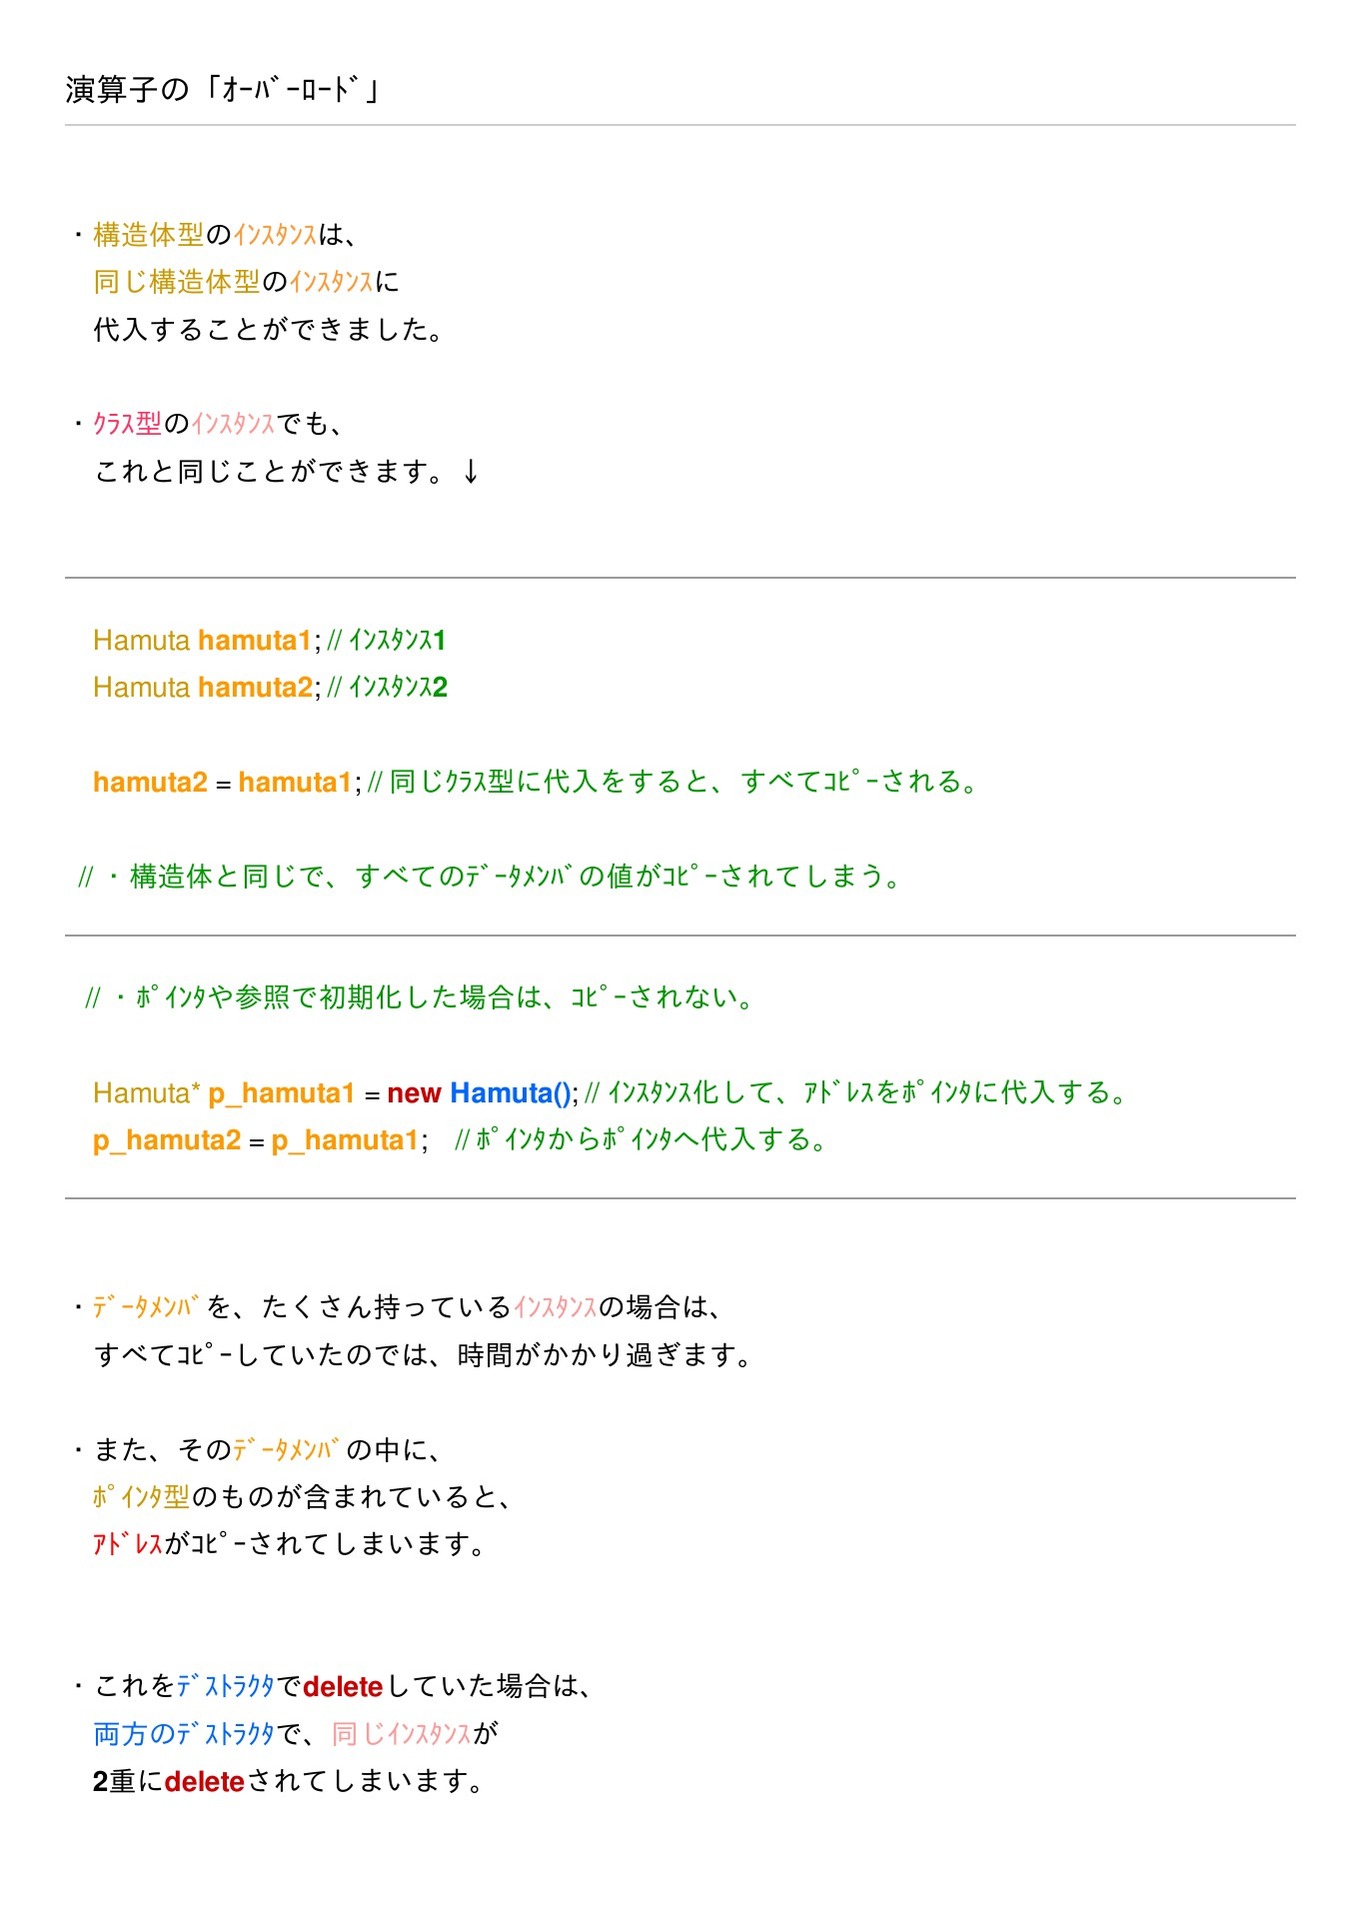 演算子の「ｵｰﾊﾞｰﾛｰﾄﾞ」
・構造体型のｲﾝｽﾀﾝｽは、
同じ構造体型のｲﾝｽﾀﾝｽに
代入することができました。
・ｸﾗｽ型のｲﾝｽﾀﾝｽでも、
これと同じことができます。↓
Hamuta hamuta1; // ｲﾝｽﾀﾝｽ1
Hamuta hamuta2; // ｲﾝｽﾀﾝｽ2
hamuta2 = hamuta1; // 同じｸﾗｽ型に代入をすると、すべてｺﾋﾟｰされる。
// ・構造体と同じで、すべてのﾃﾞｰﾀﾒﾝﾊﾞの値がｺﾋﾟｰされてしまう。
// ・ﾎﾟｲﾝﾀや参照で初期化した場合は、ｺﾋﾟｰされない。
Hamuta* p_hamuta1 = new Hamuta(); // ｲﾝｽﾀﾝｽ化して、ｱﾄﾞﾚｽをﾎﾟｲﾝﾀに代入する。
p_hamuta2 = p_hamuta1; // ﾎﾟｲﾝﾀからﾎﾟｲﾝﾀへ代入する。
・ﾃﾞｰﾀﾒﾝﾊﾞを、たくさん持っているｲﾝｽﾀﾝｽの場合は、
すべてｺﾋﾟｰしていたのでは、時間がかかり過ぎます。
・また、そのﾃﾞｰﾀﾒﾝﾊﾞの中に、
ﾎﾟｲﾝﾀ型のものが含まれていると、
ｱﾄﾞﾚｽがｺﾋﾟｰされてしまいます。
・これをﾃﾞｽﾄﾗｸﾀでdeleteしていた場合は、
両方のﾃﾞｽﾄﾗｸﾀで、同じｲﾝｽﾀﾝｽが
2重にdeleteされてしまいます。